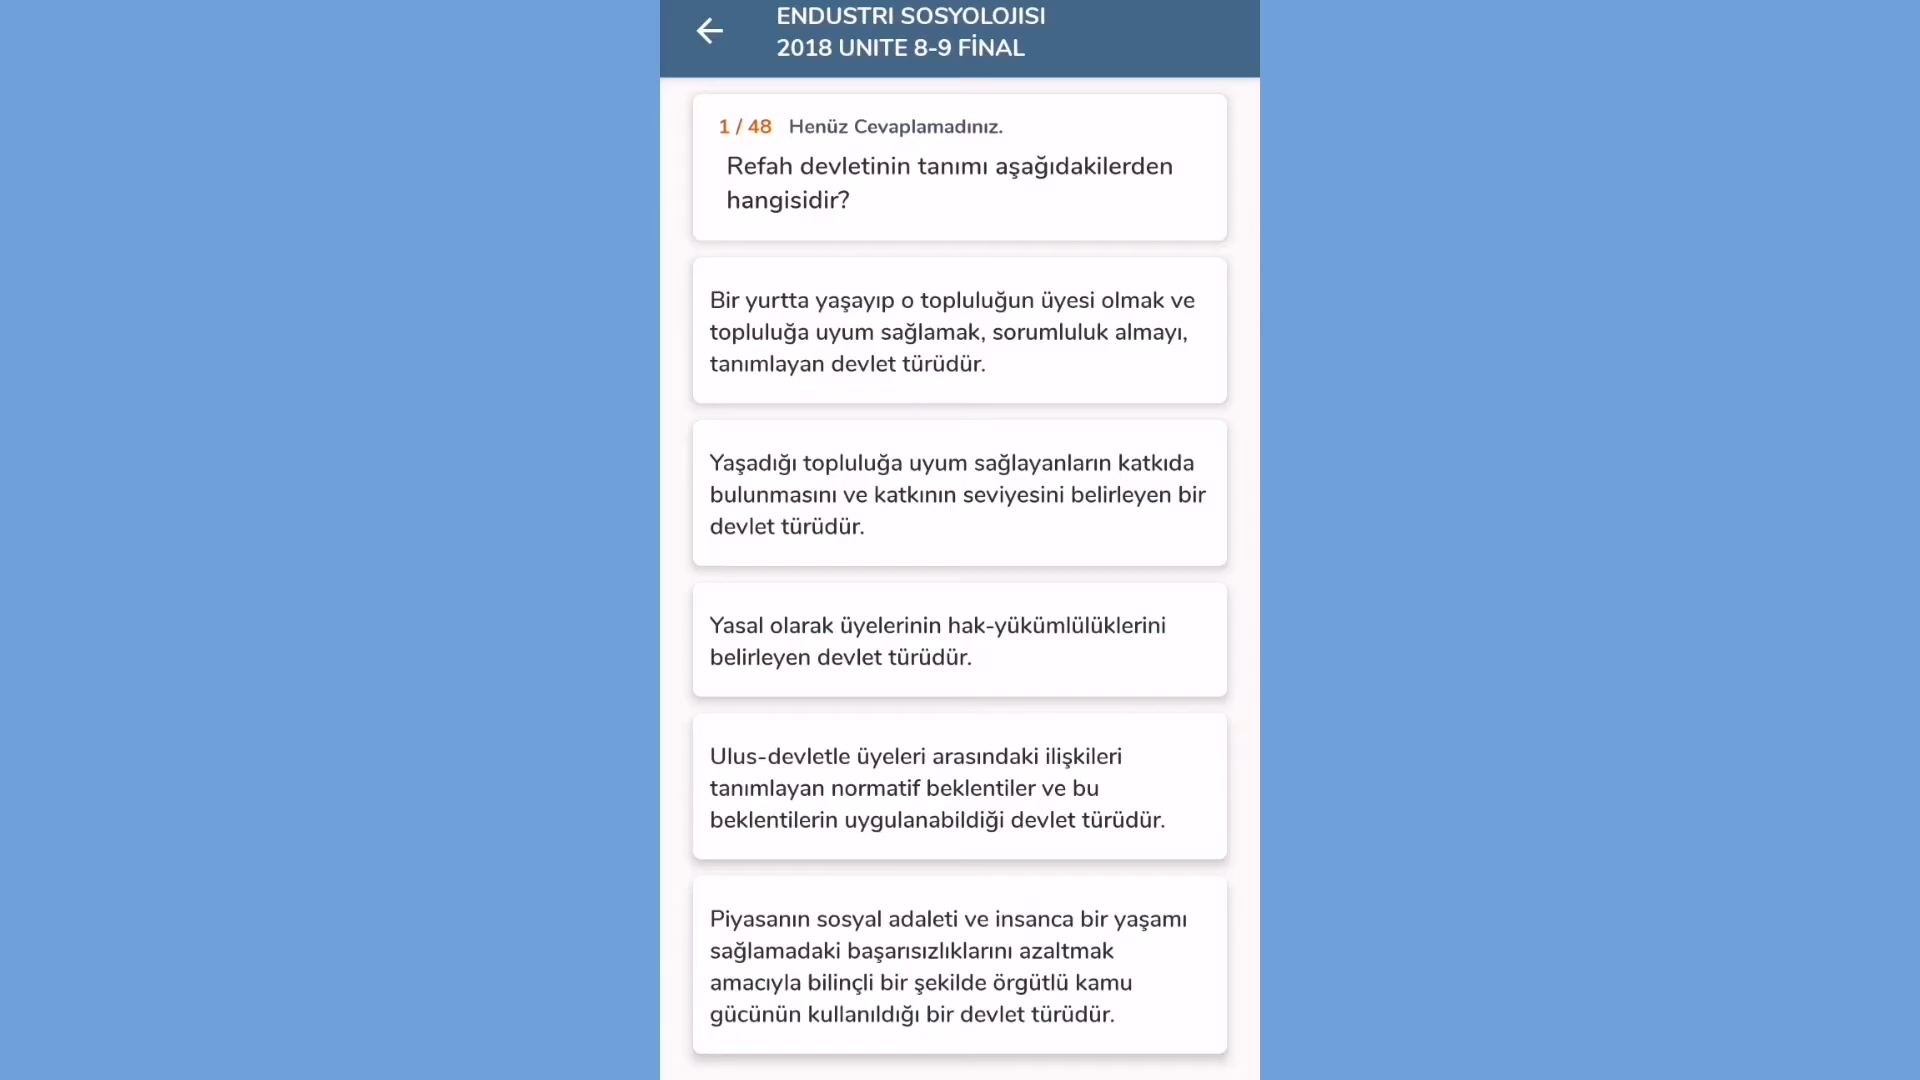 ENDUSTRI SOSYOLOJISI
2018 UNITE 8-9 FİNAL
1 / 48 Henüz Cevaplamadınız.
Refah devletinin tanımı aşağıdakilerden
hangisidir?
Bir yurtta yaşayıp o topluluğun üyesi olmak ve
topluluğa uyum sağlamak, sorumluluk almayı,
tanımlayan devlet türüdür.
Yaşadığı topluluğa uyum sağlayanların katkıda
bulunmasını ve katkının seviyesini belirleyen bir
devlet türüdür.
Yasal olarak üyelerinin hak-yükümlülüklerini
belirleyen devlet türüdür.
Ulus-devletle üyeleri arasındaki ilişkileri
tanımlayan normatif beklentiler ve bu
beklentilerin uygulanabildiği devlet türüdür.
Piyasanın sosyal adaleti ve insanca bir yaşamı
sağlamadaki başarısızlıklarını azaltmak
amacıyla bilinçli bir şekilde örgütlü kamu
gücünün kullanıldığı bir devlet türüdür.